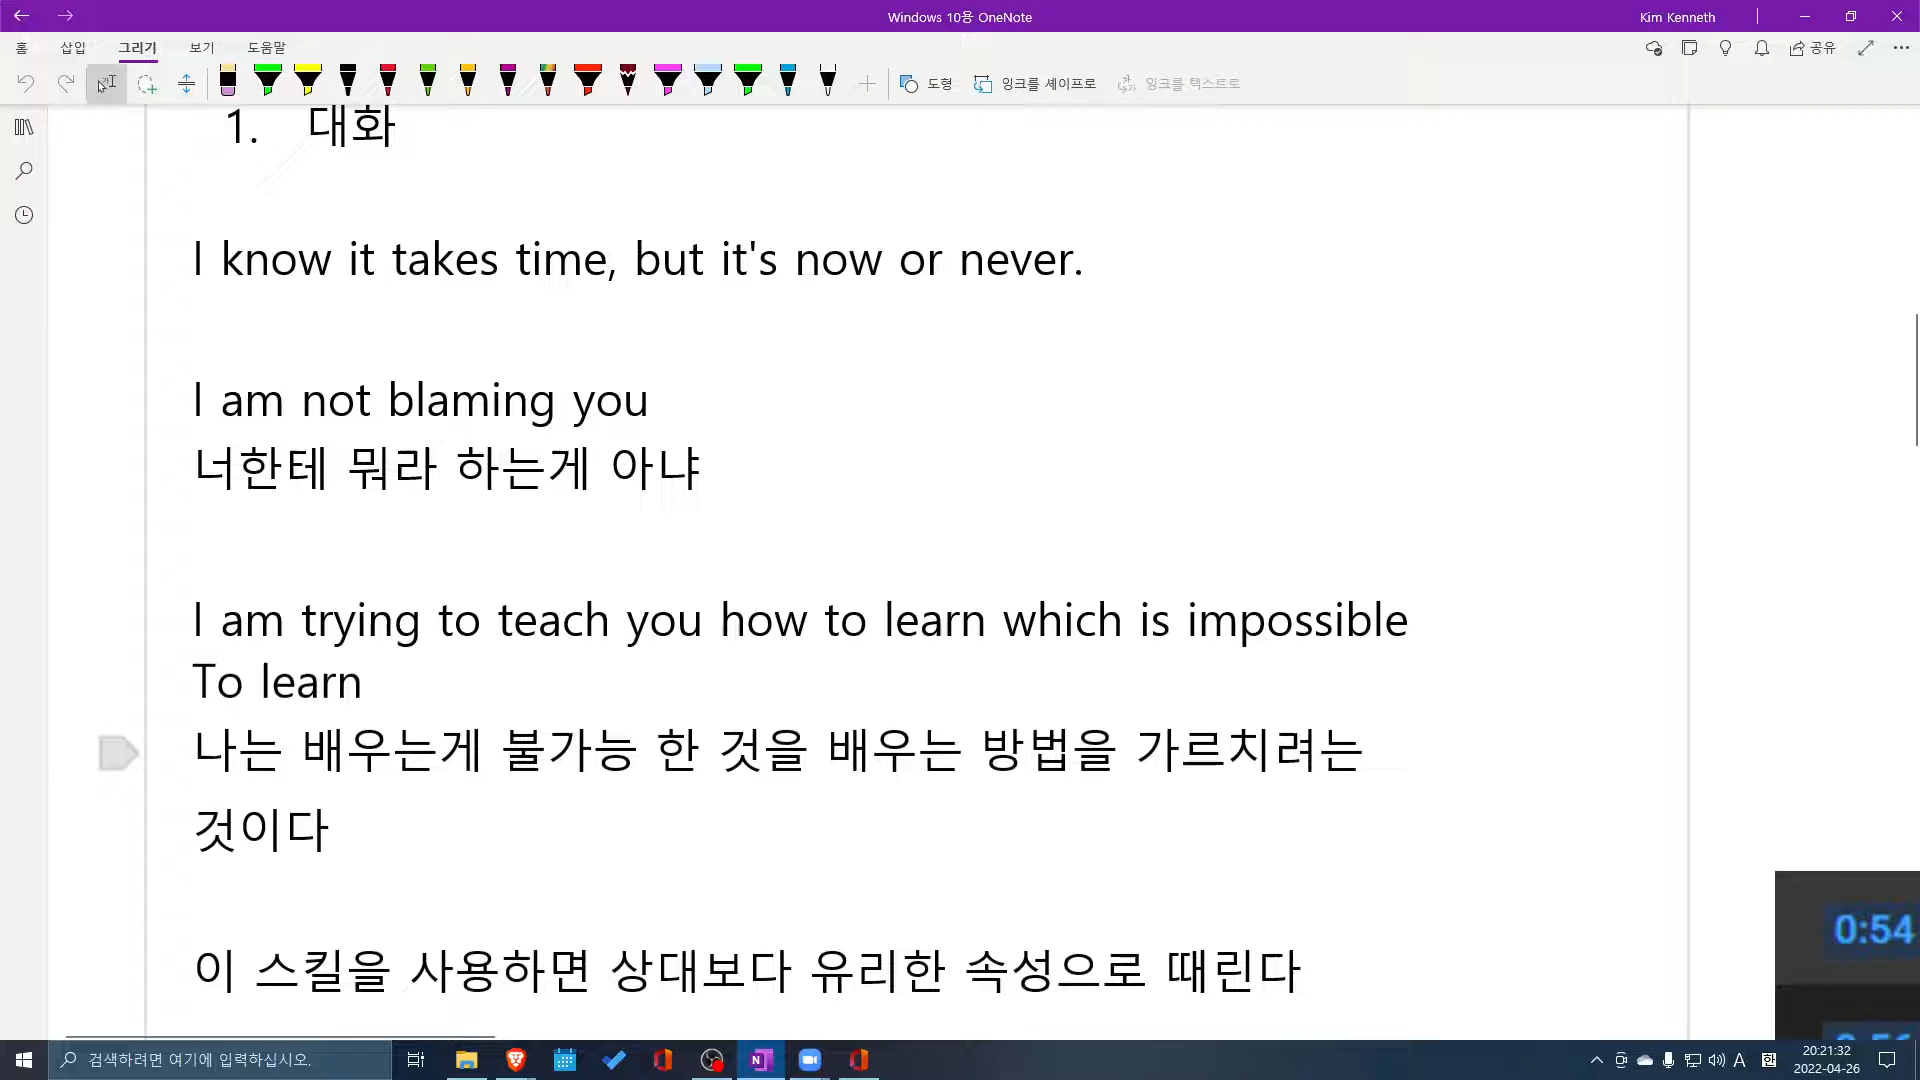 Windows 10용 OneNote
Kim Kenneth
홈 삽입 그리기 보기 도움말
공유
도형 잉크를 셰이프로 잉크를 텍스트로
1. 대화
I know it takes time, but it's now or never.
I am not blaming you
너한테 뭐라 하는게 아냐
I am trying to teach you how to learn which is impossible
To learn
나는 배우는게 불가능 한 것을 배우는 방법을 가르치려는
것이다
이 스킬을 사용하면 상대보다 유리한 속성으로 때린다
0:54
검색하려면 여기에 입력하십시오.
A 한
20:21:32
2022-04-26